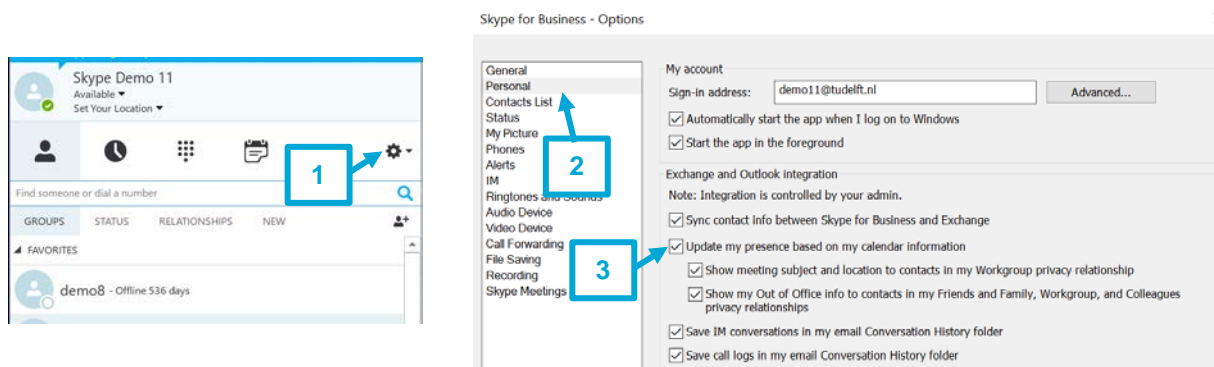 Skype Demo 11
Available
Set Your Location
1
Find someone or dial a number
GROUPS STATUS RELATIONSHIPS NEW
FAVORITES
demo8 - Offline 536 days
Skype for Business - Options
General
Personal
Contacts List
Status
My Picture
Phones
Alerts
IM
Ringtones and Sounds
Audio Device
Video Device
Call Forwarding
File Saving
Recording
Skype Meetings
2
3
My account
Sign-in address: demo11@tudelft.nl Advanced...
Automatically start the app when I log on to Windows
Start the app in the foreground
Exchange and Outlook integration
Note: Integration is controlled by your admin.
Sync contact info between Skype for Business and Exchange
Update my presence based on my calendar information
Show meeting subject and location to contacts in my Workgroup privacy relationship
Show my Out of Office info to contacts in my Friends and Family, Workgroup, and Colleagues
privacy relationships
Save IM conversations in my email Conversation History folder
Save call logs in my email Conversation History folder